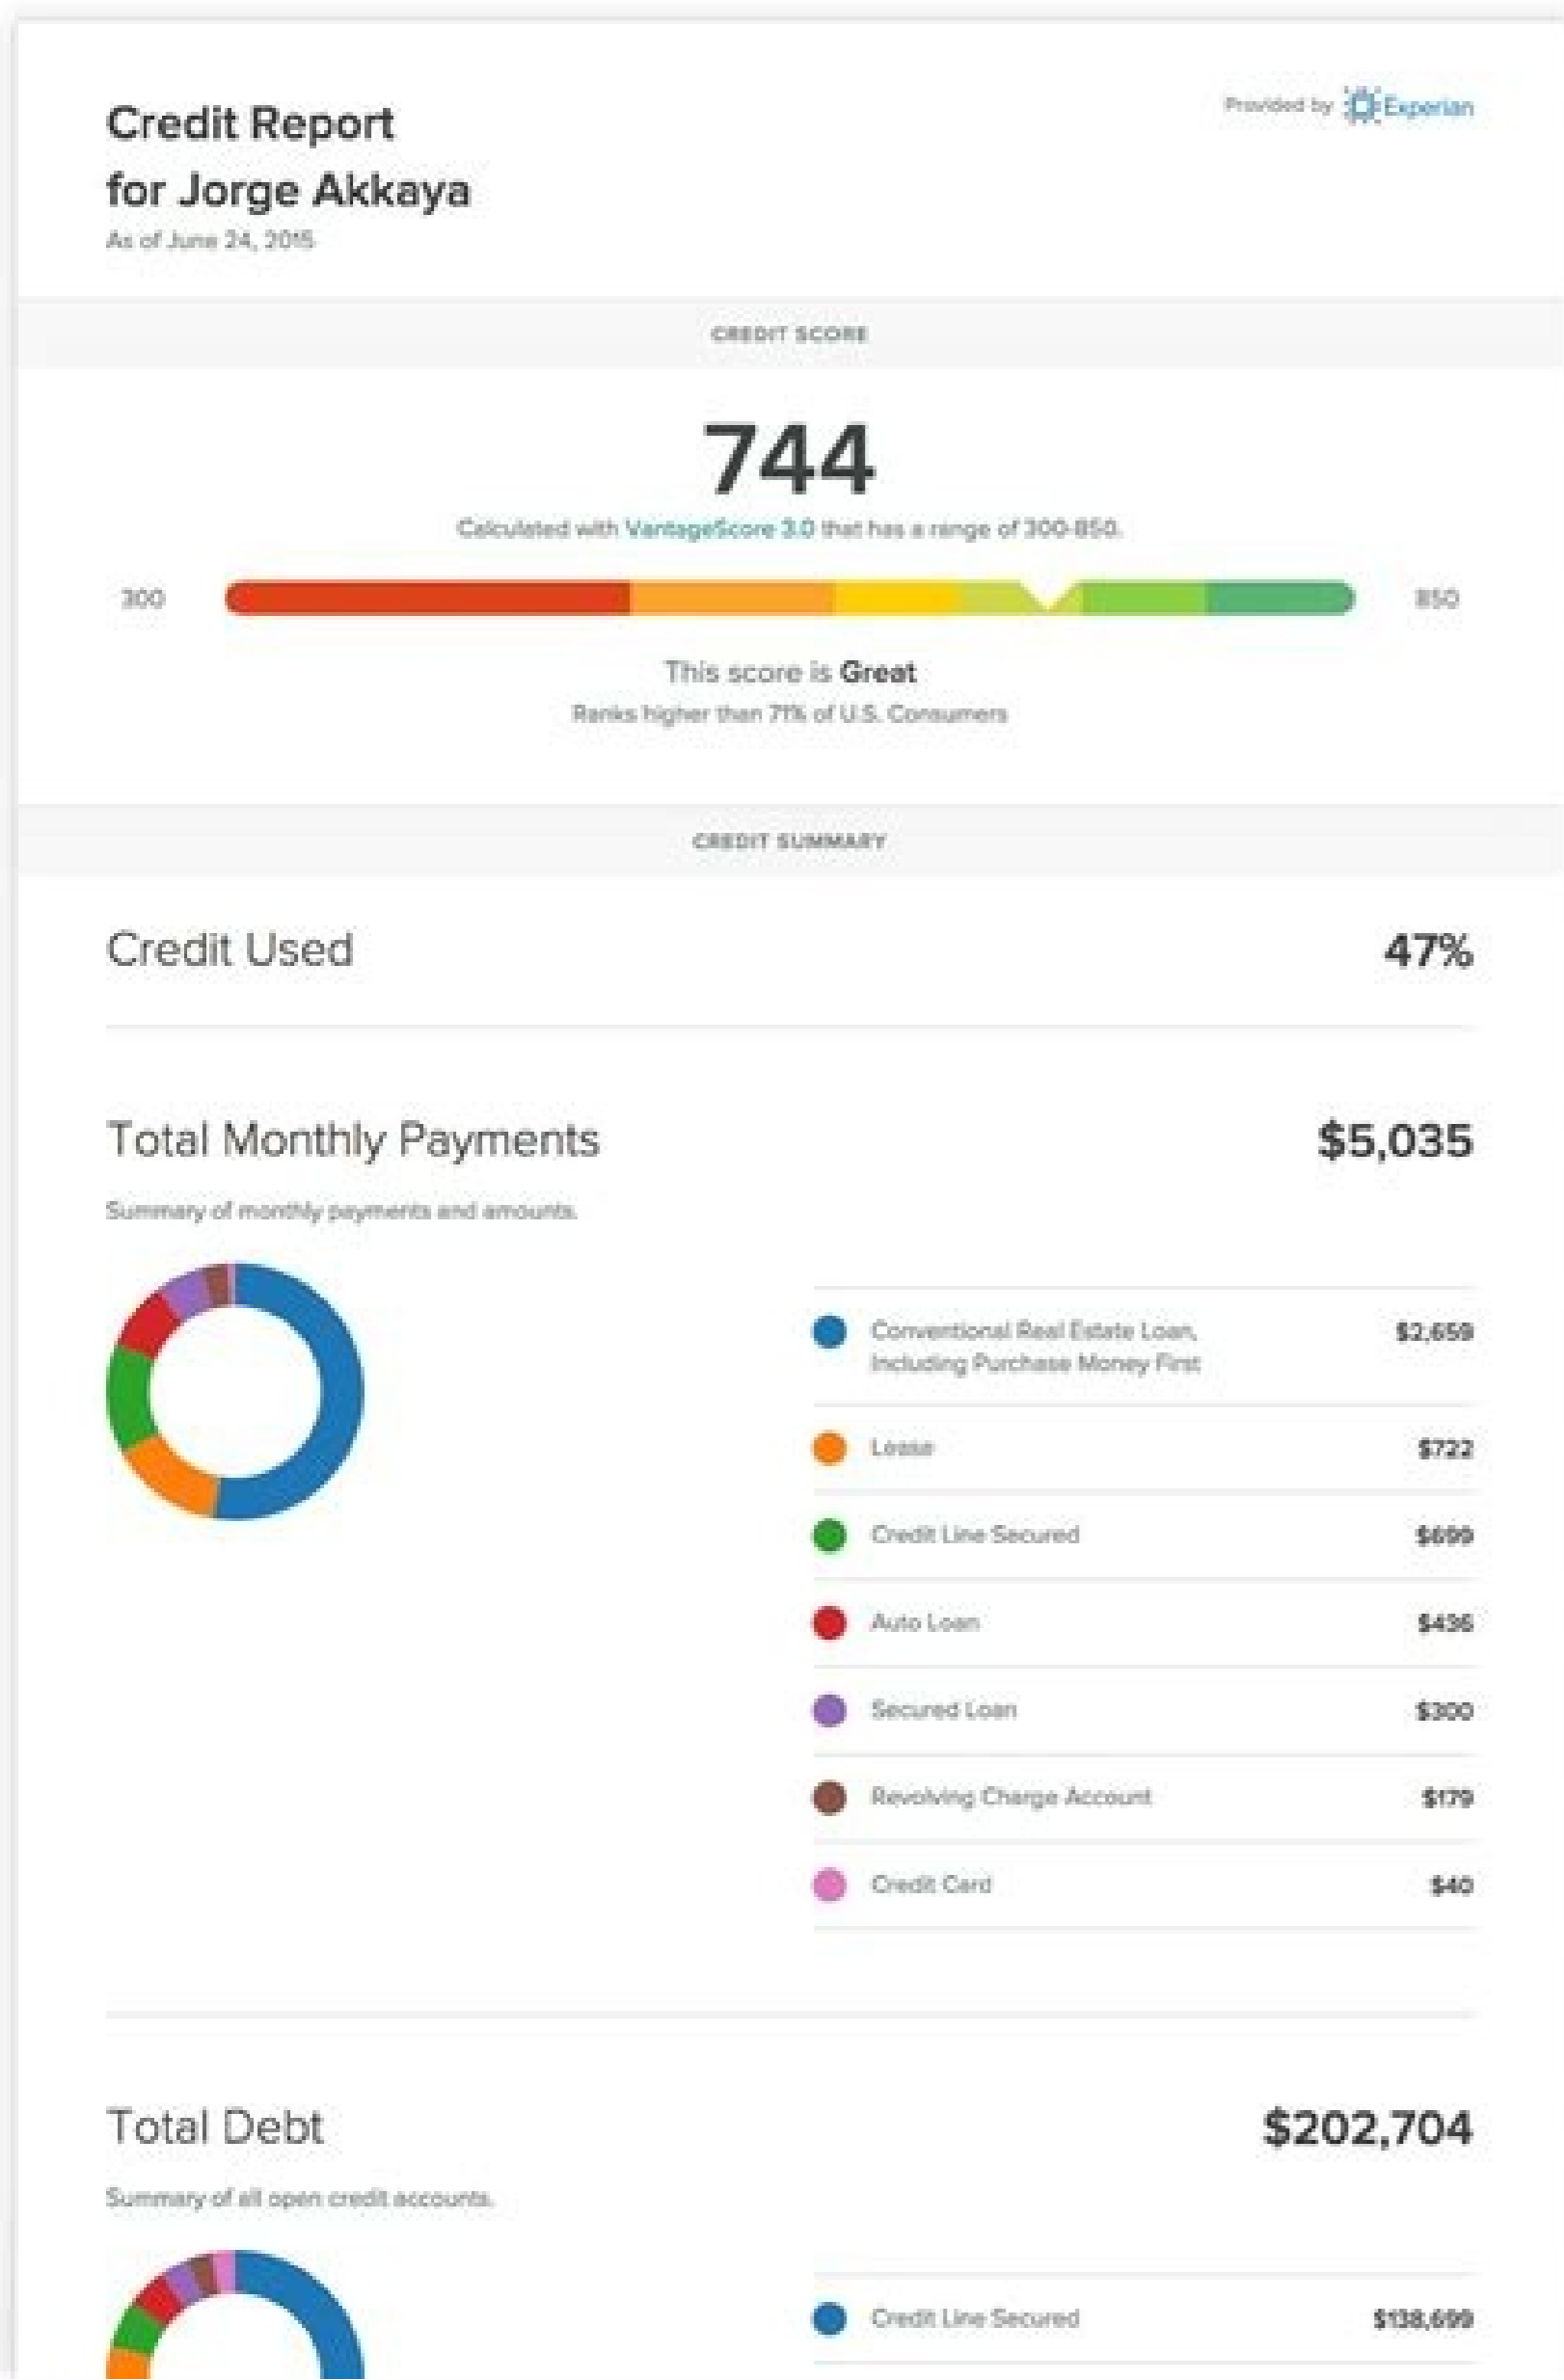 Credit Report
Provided by Experian
for Jorge Akkaya
As of June 24, 2015
CREDIT SCORE
744
Calculated with VantageScore 3.0 that has a range of 300-850.
300
850
This score is Great
Ranks higher than 71% of U.S. Consumers
CREDIT SUMMARY
Credit Used
47%
Total Monthly Payments
$5,035
Summary of monthly payments and amounts.
Conventional Real Estate Loan,
$2,659
Including Purchase Money First
Lease
$722
Credit Line Secured
$699
Auto Loan
$436
Secured Loan
$300
Revolving Charge Account
$179
Credit Card
$40
Total Debt
$202,704
Summary of all open credit accounts.
Credit Line Secured
$138,699